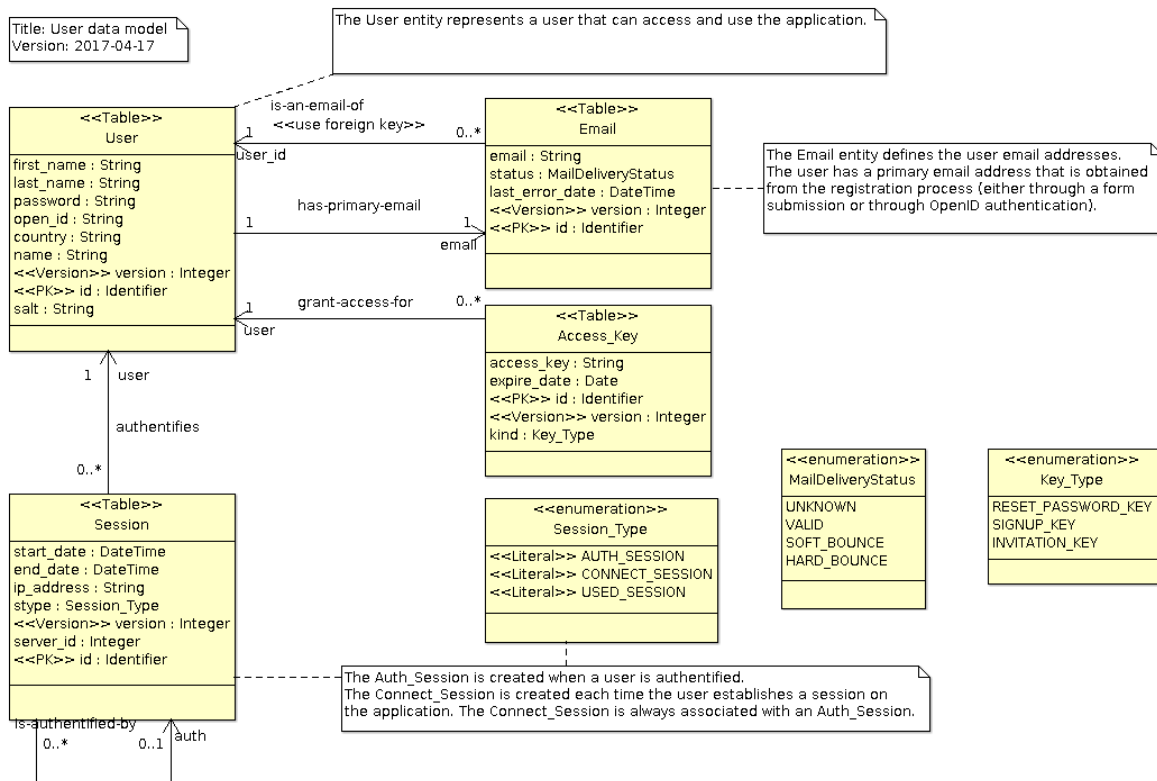 Title: User data model
Version: 2017-04-17
The User entity represents a user that can access and use the application.
<<Table>>
User
first_name : String
last_name : String
password : String
open_id : String
country : String
name : String
<<Version>> version : Integer
<<PK>> id : Identifier
salt : String
is-an-email-of
<<use foreign key>>
1
0..*
user_id
has-primary-email
1
1
email
grant-access-for
1
0..*
user
<<Table>>
Email
email : String
status : MailDeliveryStatus
last_error_date : DateTime
<<Version>> version : Integer
<<PK>> id : Identifier
The Email entity defines the user email addresses.
The user has a primary email address that is obtained
from the registration process (either through a form
submission or through OpenID authentication).
<<Table>>
Access_Key
access_key : String
expire_date : Date
<<PK>> id : Identifier
<<Version>> version : Integer
kind : Key_Type
1
user
authentifies
0..*
<<Table>>
Session
start_date : DateTime
end_date : DateTime
ip_address : String
stype : Session_Type
<<Version>> version : Integer
server_id : Integer
<<PK>> id : Identifier
<<enumeration>>
Session_Type
<<Literal>> AUTH_SESSION
<<Literal>> CONNECT_SESSION
<<Literal>> USED_SESSION
<<enumeration>>
MailDeliveryStatus
UNKNOWN
VALID
SOFT_BOUNCE
HARD_BOUNCE
<<enumeration>>
Key_Type
RESET_PASSWORD_KEY
SIGNUP_KEY
INVITATION_KEY
The Auth_Session is created when a user is authentified.
The Connect_Session is created each time the user establishes a session on
the application. The Connect_Session is always associated with an Auth_Session.
is-authentified-by
0..*
0..1
auth